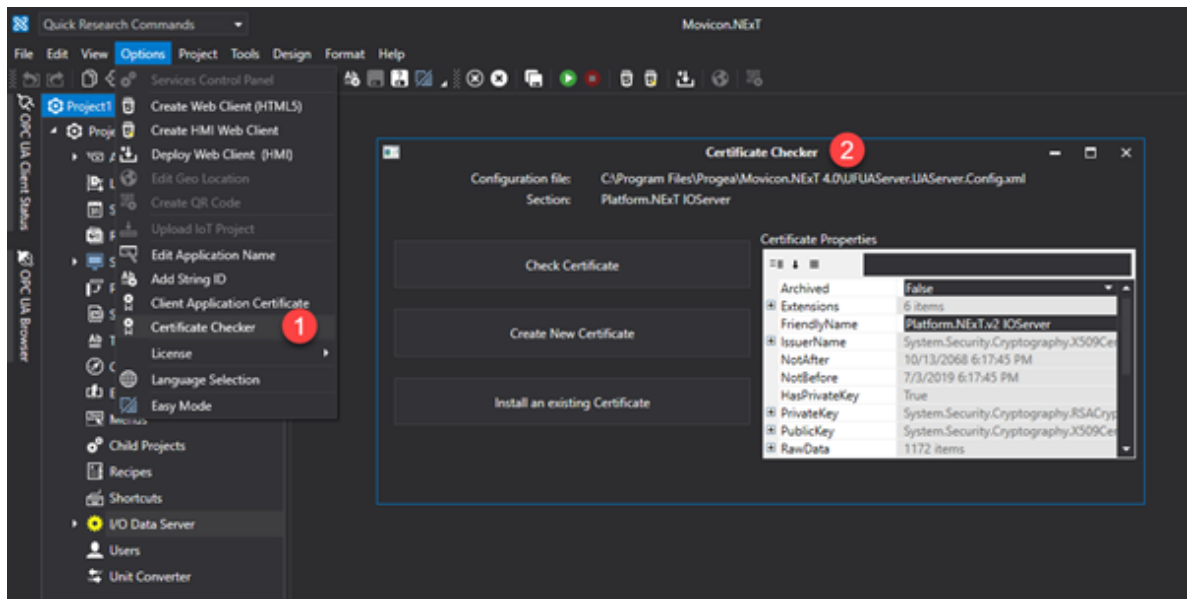 Quick Research Commands
Movicon.NExT
File Edit View Options Project Tools Design Format Help
OPC UA Client Status
OPC UA Browser
Project1
Proje
Services Control Panel
Create Web Client (HTML5)
Create HMI Web Client
Deploy Web Client (HMI)
Edit Geo Location
Create QR Code
Upload IoT Project
Edit Application Name
Add String ID
Client Application Certificate
Certificate Checker 1
License
Language Selection
Easy Mode
Menus
Child Projects
Recipes
Shortcuts
I/O Data Server
Users
Unit Converter
Certificate Checker 2
Configuration file: C:\Program Files\Progea\Movicon.NExT 4.0\UFUAServer.UAServer.Config.xml
Section: Platform.NExT IOServer
Check Certificate
Create New Certificate
Install an existing Certificate
Certificate Properties
Archived False
Extensions 6 items
FriendlyName Platform.NExT.v2 IOServer
IssuerName System.Security.Cryptography.X509Cer
NotAfter 10/13/2068 6:17:45 PM
NotBefore 7/3/2019 6:17:45 PM
HasPrivateKey True
PrivateKey System.Security.Cryptography.RSACryp
PublicKey System.Security.Cryptography.X509Cer
RawData 1172 items